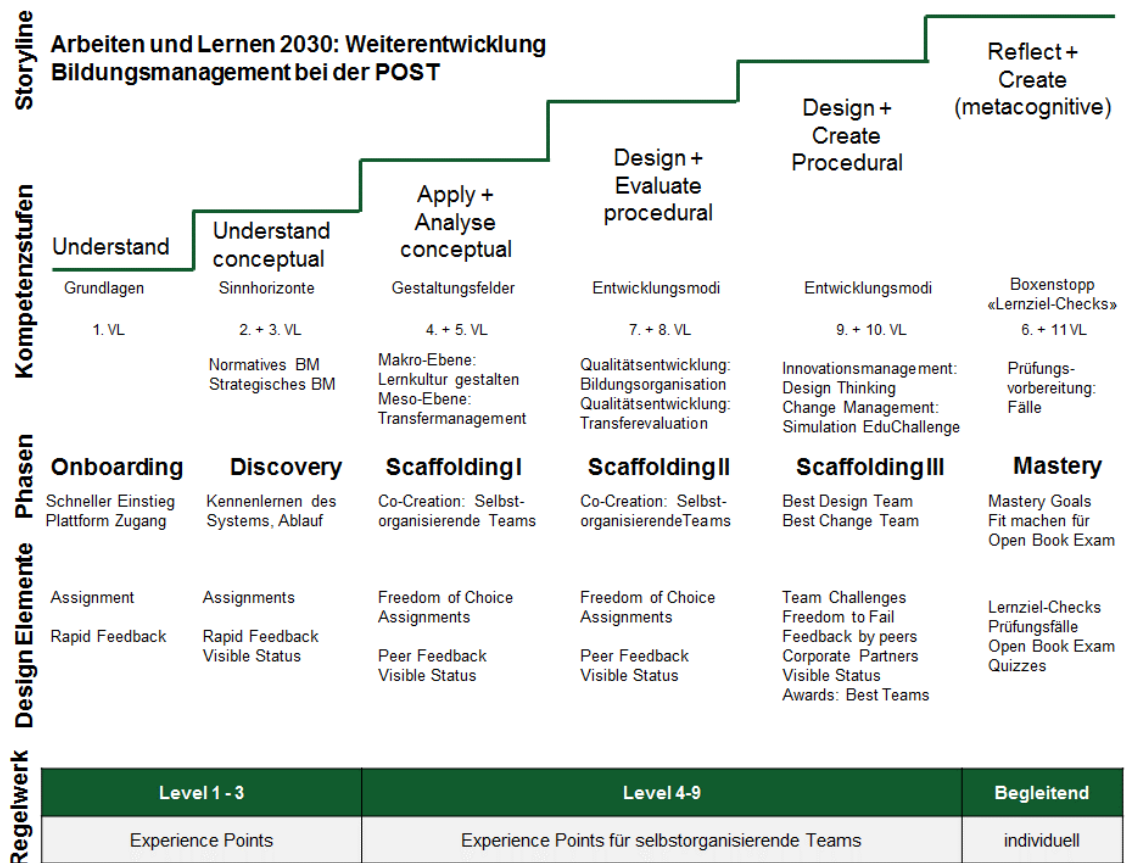 Storyline
Arbeiten und Lernen 2030: Weiterentwicklung
Bildungsmanagement bei der POST
Kompetenzstufen
Understand
Grundlagen
1. VL
Understand
conceptual
Sinnhorizonte
2. + 3. VL
Normatives BM
Strategisches BM
Apply +
Analyse
conceptual
Gestaltungsfelder
4. + 5. VL
Makro-Ebene:
Lernkultur gestalten
Meso-Ebene:
Transfermanagement
Design +
Evaluate
procedural
Entwicklungsmodi
7. + 8. VL
Qualitätsentwicklung:
Bildungsorganisation
Qualitätsentwicklung:
Transferevaluation
Design +
Create
Procedural
Entwicklungsmodi
9. + 10. VL
Innovationsmanagement:
Design Thinking
Change Management:
Simulation EduChallenge
Reflect +
Create
(metacognitive)
Boxenstopp
«Lernziel-Checks»
6. + 11 VL
Prüfungs-
vorbereitung:
Fälle
Phasen
Onboarding
Schneller Einstieg
Plattform Zugang
Discovery
Kennenlernen des
Systems, Ablauf
Scaffolding I
Co-Creation: Selbst-
organisierende Teams
Scaffolding II
Co-Creation: Selbst-
organisierendeTeams
Scaffolding III
Best Design Team
Best Change Team
Mastery
Mastery Goals
Fit machen für
Open Book Exam
Design Elemente
Assignment
Rapid Feedback
Assignments
Rapid Feedback
Visible Status
Freedom of Choice
Assignments
Peer Feedback
Visible Status
Freedom of Choice
Assignments
Peer Feedback
Visible Status
Team Challenges
Freedom to Fail
Feedback by peers
Corporate Partners
Visible Status
Awards: Best Teams
Lernziel-Checks
Prüfungsfälle
Open Book Exam
Quizzes
Regelwerk
Level 1 - 3
Level 4-9
Begleitend
Experience Points
Experience Points für selbstorganisierende Teams
individuell